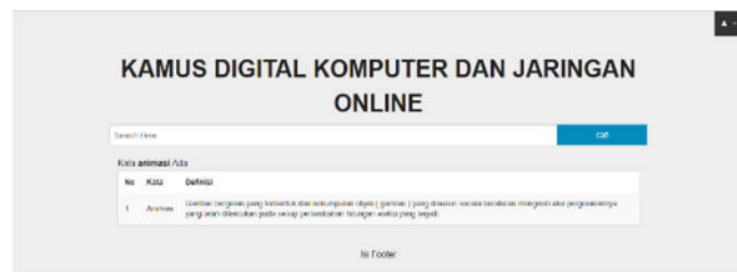 KAMUS DIGITAL KOMPUTER DAN JARINGAN
ONLINE
Search Here
cari
Kata animasi Ada
No Kata Definisi
1 Animasi Gambar bergerak yang terbentuk dari sekumpulan objek ( gambar ) yang disusun secara beraturan mengikuti alur pergerakannya
yang telah ditentukan pada setiap pertambahan hitungan waktu yang terjadi
Isi Footer